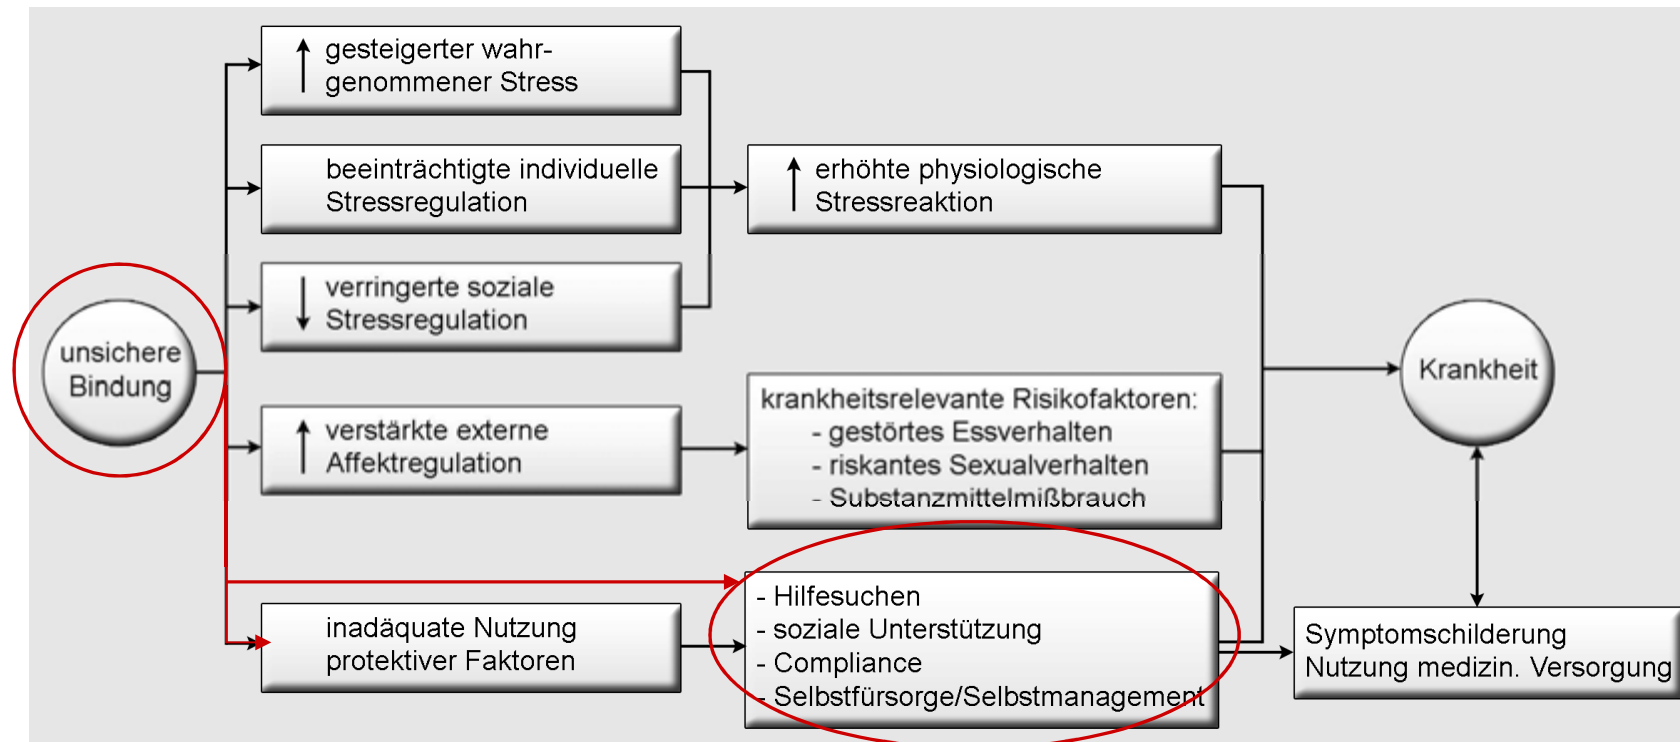 gesteigerter wahr-
genommener Stress
beeinträchtigte individuelle
Stressregulation
erhöhte physiologische
Stressreaktion
verringerte soziale
Stressregulation
unsichere
Bindung
Krankheit
verstärkte externe
Affektregulation
krankheitsrelevante Risikofaktoren:
- gestörtes Essverhalten
- riskantes Sexualverhalten
- Substanzmittelmißbrauch
inadäquate Nutzung
protektiver Faktoren
- Hilfesuchen
- soziale Unterstützung
- Compliance
- Selbstfürsorge/Selbstmanagement
Symptomschilderung
Nutzung medizin. Versorgung